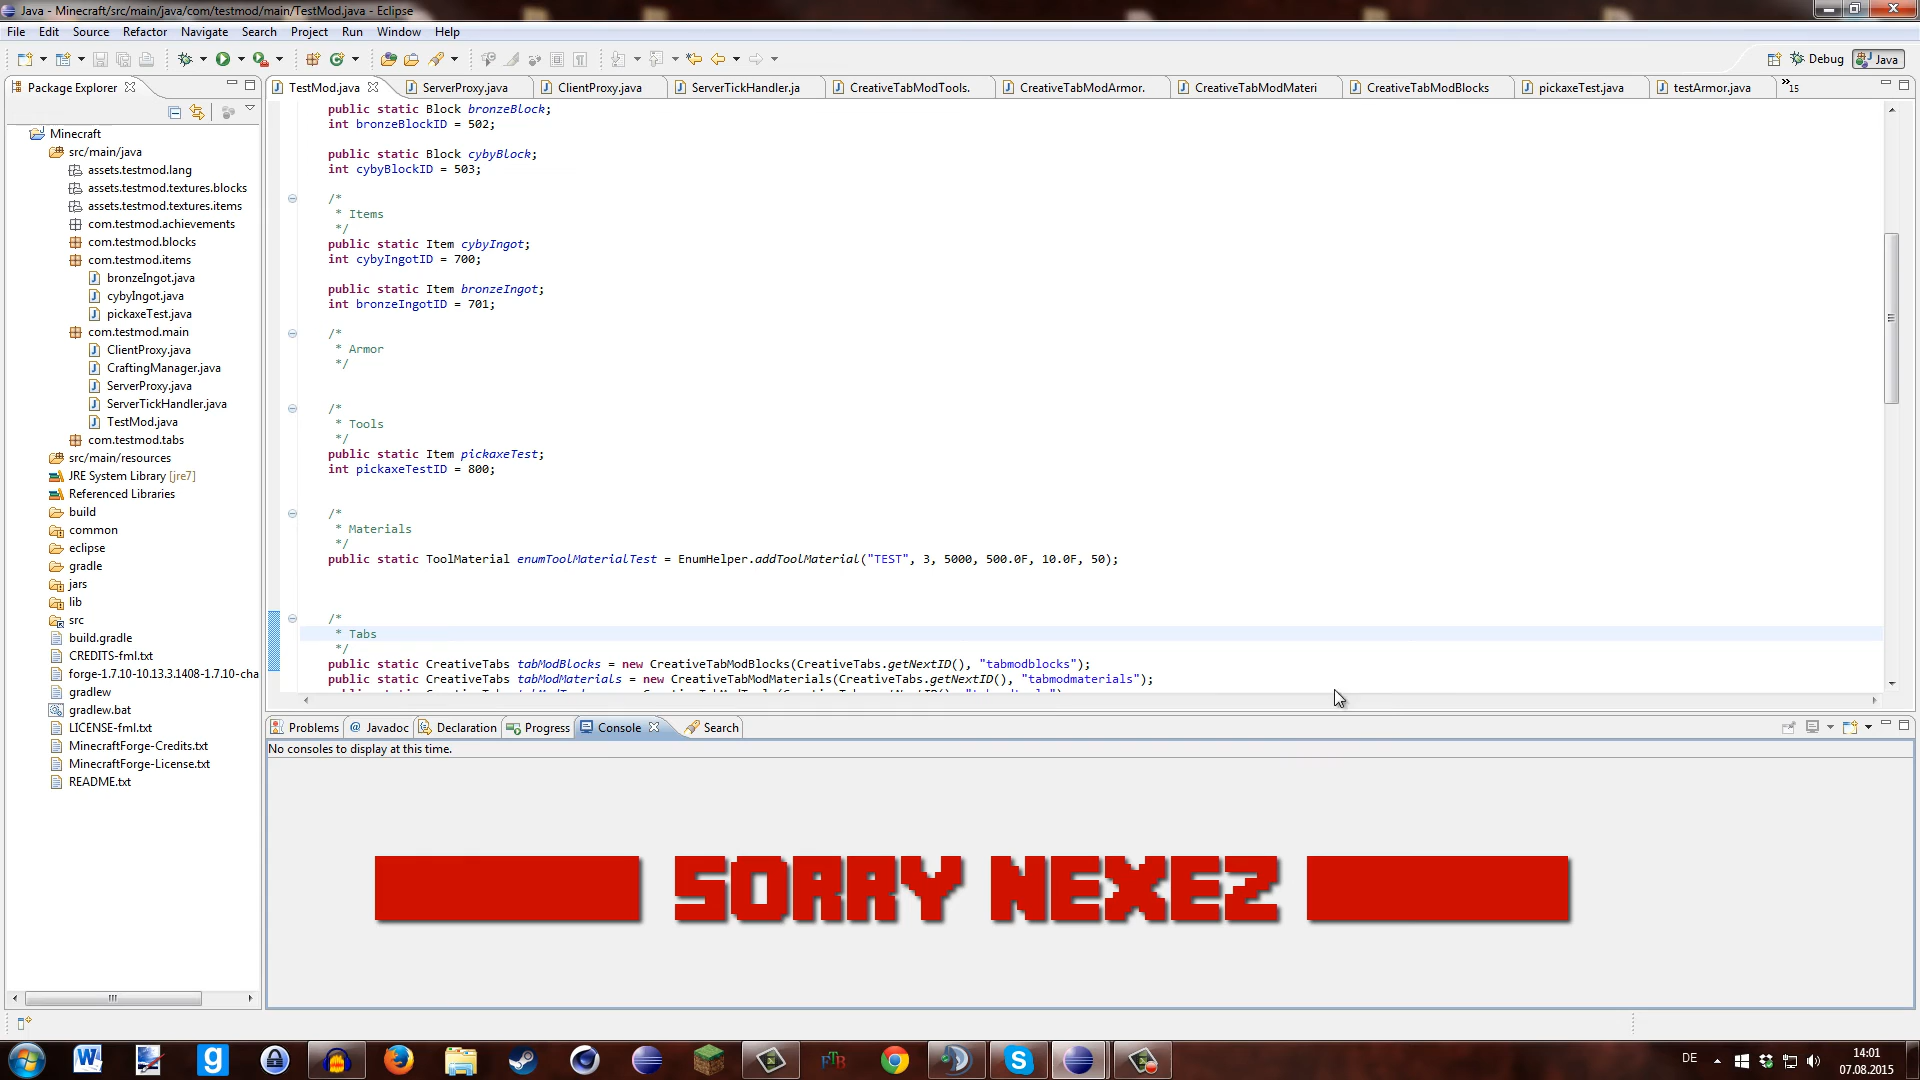 Java - Minecraft/src/main/java/com/testmod/main/TestMod.java - Eclipse
File Edit Source Refactor Navigate Search Project Run Window Help
Debug Java
Package Explorer
TestMod.java ServerProxy.java ClientProxy.java ServerTickHandler.ja CreativeTabModTools. CreativeTabModArmor. CreativeTabModMateri CreativeTabModBlocks pickaxeTest.java testArmor.java »15
Minecraft
src/main/java
assets.testmod.lang
assets.testmod.textures.blocks
assets.testmod.textures.items
com.testmod.achievements
com.testmod.blocks
com.testmod.items
bronzeIngot.java
cybyIngot.java
pickaxeTest.java
com.testmod.main
ClientProxy.java
CraftingManager.java
ServerProxy.java
ServerTickHandler.java
TestMod.java
com.testmod.tabs
src/main/resources
JRE System Library [jre7]
Referenced Libraries
build
common
eclipse
gradle
jars
lib
src
build.gradle
CREDITS-fml.txt
forge-1.7.10-10.13.3.1408-1.7.10-cha
gradlew
gradlew.bat
LICENSE-fml.txt
MinecraftForge-Credits.txt
MinecraftForge-License.txt
README.txt
public static Block bronzeBlock;
int bronzeBlockID = 502;
public static Block cybyBlock;
int cybyBlockID = 503;
/*
* Items
*/
public static Item cybyIngot;
int cybyIngotID = 700;
public static Item bronzeIngot;
int bronzeIngotID = 701;
/*
* Armor
*/
/*
* Tools
*/
public static Item pickaxeTest;
int pickaxeTestID = 800;
/*
* Materials
*/
public static ToolMaterial enumToolMaterialTest = EnumHelper.addToolMaterial("TEST", 3, 5000, 500.0F, 10.0F, 50);
/*
* Tabs
*/
public static CreativeTabs tabModBlocks = new CreativeTabModBlocks(CreativeTabs.getNextID(), "tabmodblocks");
public static CreativeTabs tabModMaterials = new CreativeTabModMaterials(CreativeTabs.getNextID(), "tabmodmaterials");
Problems Javadoc Declaration Progress Console Search
No consoles to display at this time.
SORRY NEXEZ
DE
14:01
07.08.2015